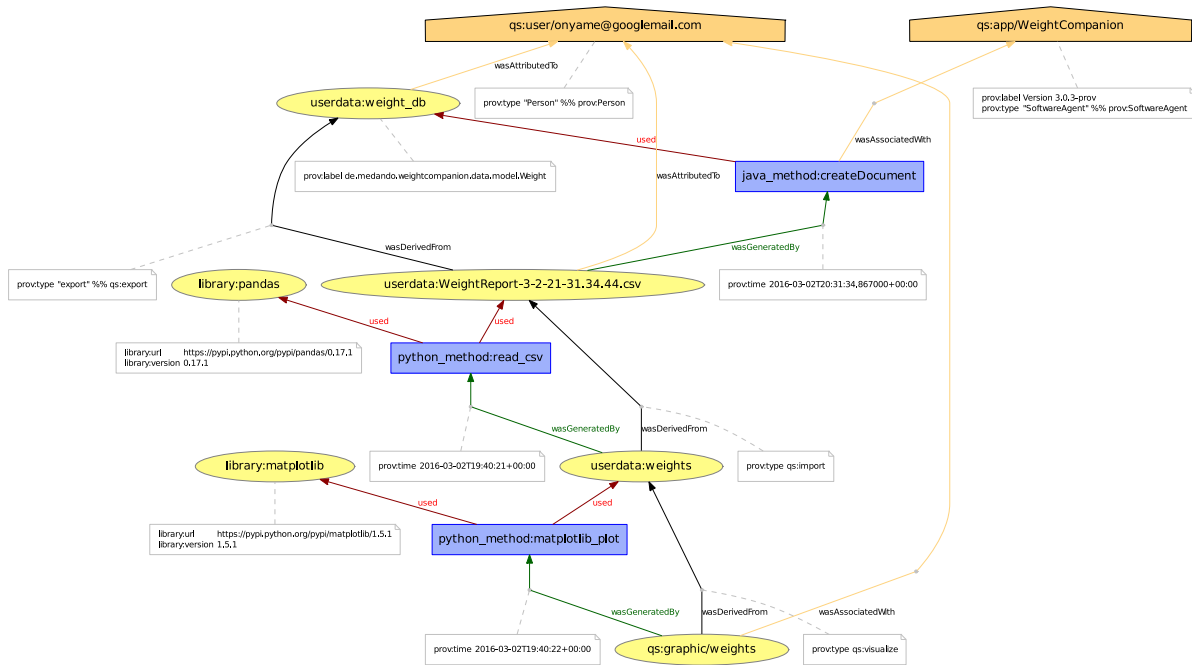 qs:user/onyame@googlemail.com
qs:app/WeightCompanion
wasAttributedTo
userdata:weight_db
prov:type "Person" %% prov:Person
prov:label Version 3.0.3-prov
prov:type "SoftwareAgent" %% prov:SoftwareAgent
used
wasAssociatedWith
prov:label de.medando.weightcompanion.data.model.Weight
wasAttributedTo
java_method:createDocument
wasDerivedFrom
wasGeneratedBy
prov:type "export" %% qs:export
library:pandas
userdata:WeightReport-3-2-21-31.34.44.csv
prov:time 2016-03-02T20:31:34,867000+00:00
used
used
library:url https://pypi.python.org/pypi/pandas/0.17.1
library:version 0.17.1
python_method:read_csv
wasGeneratedBy
wasDerivedFrom
library:matplotlib
prov:time 2016-03-02T19:40:21+00:00
userdata:weights
prov:type qs:import
used
used
library:url https://pypi.python.org/pypi/matplotlib/1.5.1
library:version 1.5.1
python_method:matplotlib_plot
wasGeneratedBy
wasDerivedFrom
wasAssociatedWith
prov:time 2016-03-02T19:40:22+00:00
qs:graphic/weights
prov:type qs:visualize